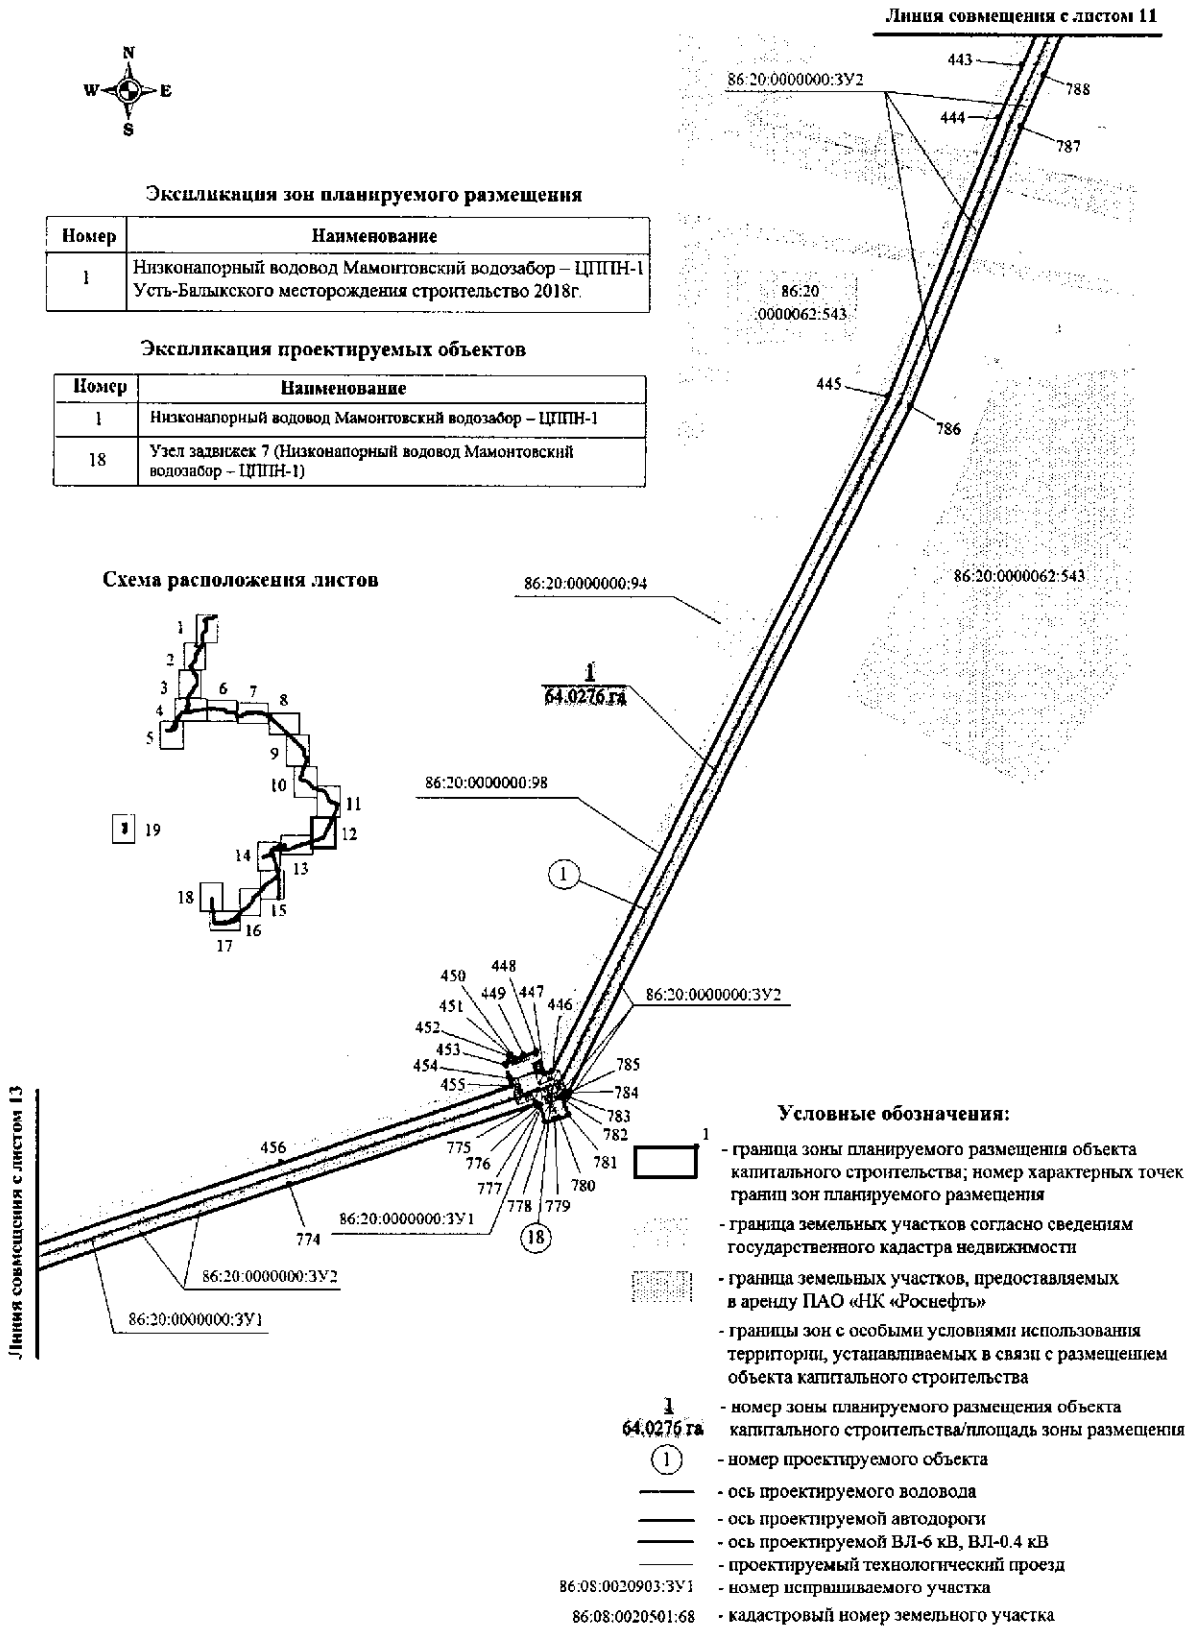 Линия совмещения с листом 11
N
W E
S
443
788
86:20:0000000:ЗУ2
444
787
Экспликация зон планируемого размещения
Номер Наименование
1 Низконапорный водовод Мамонтовский водозабор – ЦППН-1
Усть-Балыкского месторождения строительство 2018г.
86:20
:0000062:543
Экспликация проектируемых объектов
Номер Наименование
1 Низконапорный водовод Мамонтовский водозабор – ЦППН-1
18 Узел задвижек 7 (Низконапорный водовод Мамонтовский
водозабор – ЦППН-1)
445
786
Схема расположения листов
86:20:0000000:94
86:20:0000062:543
1
2
3
4
5
6
7
8
9
10
11
12
13
14
15
16
17
18
19
1
64.0276 га
86:20:0000000:98
1
450
448
449
447
446
451
452
453
454
455
86:20:0000000:ЗУ2
785
784
783
782
781
780
779
778
777
776
775
18
456
774
86:20:0000000:ЗУ1
86:20:0000000:ЗУ2
86:20:0000000:ЗУ1
Линия совмещения с листом 13
Условные обозначения:
1
- граница зоны планируемого размещения объекта
капитального строительства; номер характерных точек
границ зон планируемого размещения
- граница земельных участков согласно сведениям
государственного кадастра недвижимости
- граница земельных участков, предоставляемых
в аренду ПАО «НК «Роснефть»
- границы зон с особыми условиями использования
территории, устанавливаемых в связи с размещением
объекта капитального строительства
1
64.0276 га
- номер зоны планируемого размещения объекта
капитального строительства/площадь зоны размещения
1 - номер проектируемого объекта
- ось проектируемого водовода
- ось проектируемой автодороги
- ось проектируемой ВЛ-6 кВ, ВЛ-0.4 кВ
- проектируемый технологический проезд
86:08:0020903:ЗУ1 - номер испрашиваемого участка
86:08:0020501:68 - кадастровый номер земельного участка